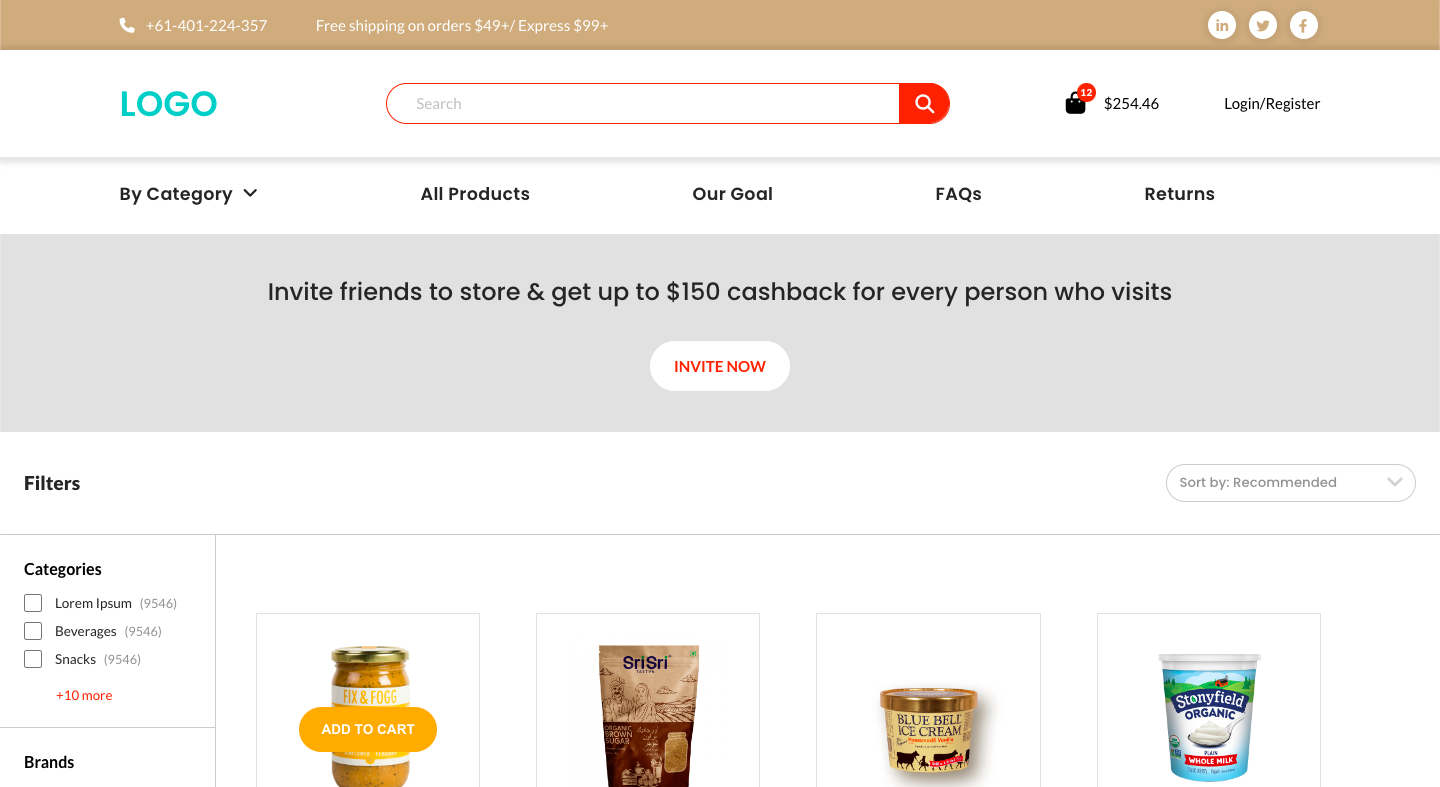 +61-401-224-357 Free shipping on orders $49+/ Express $99+
LOGO
Search
12
$254.46
Login/Register
By Category
All Products
Our Goal
FAQs
Returns
Invite friends to store & get up to $150 cashback for every person who visits
INVITE NOW
Filters
Sort by: Recommended
Categories
Lorem Ipsum (9546)
Beverages (9546)
Snacks (9546)
+10 more
Brands
FIX & FOGG
ADD TO CART
Sri Sri
TATTVA
ORGANIC
BROWN
SUGAR
BLUE BELL
ICE CREAM
Homemade Vanilla
Stonyfield
ORGANIC
PLAIN
WHOLE MILK